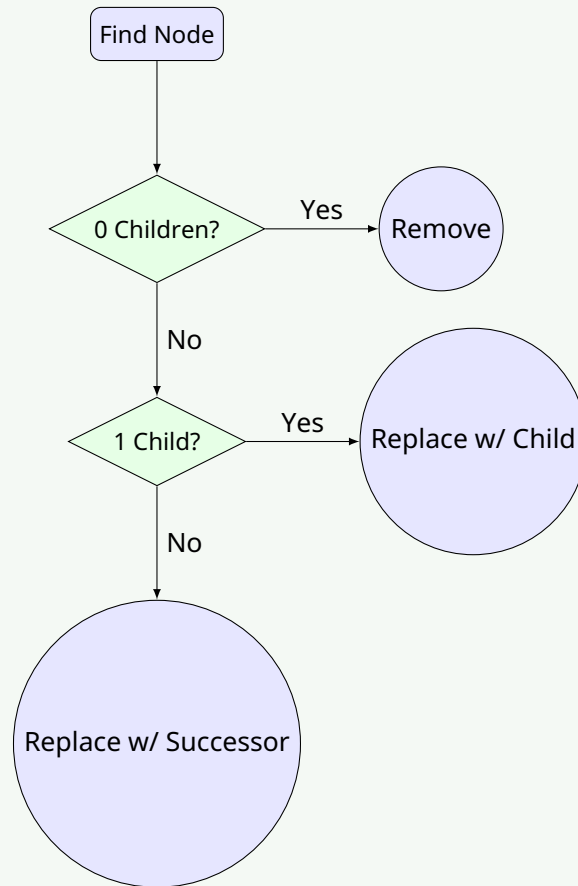 Find Node
0 Children?
Yes
Remove
No
1 Child?
Yes
Replace w/ Child
No
Replace w/ Successor